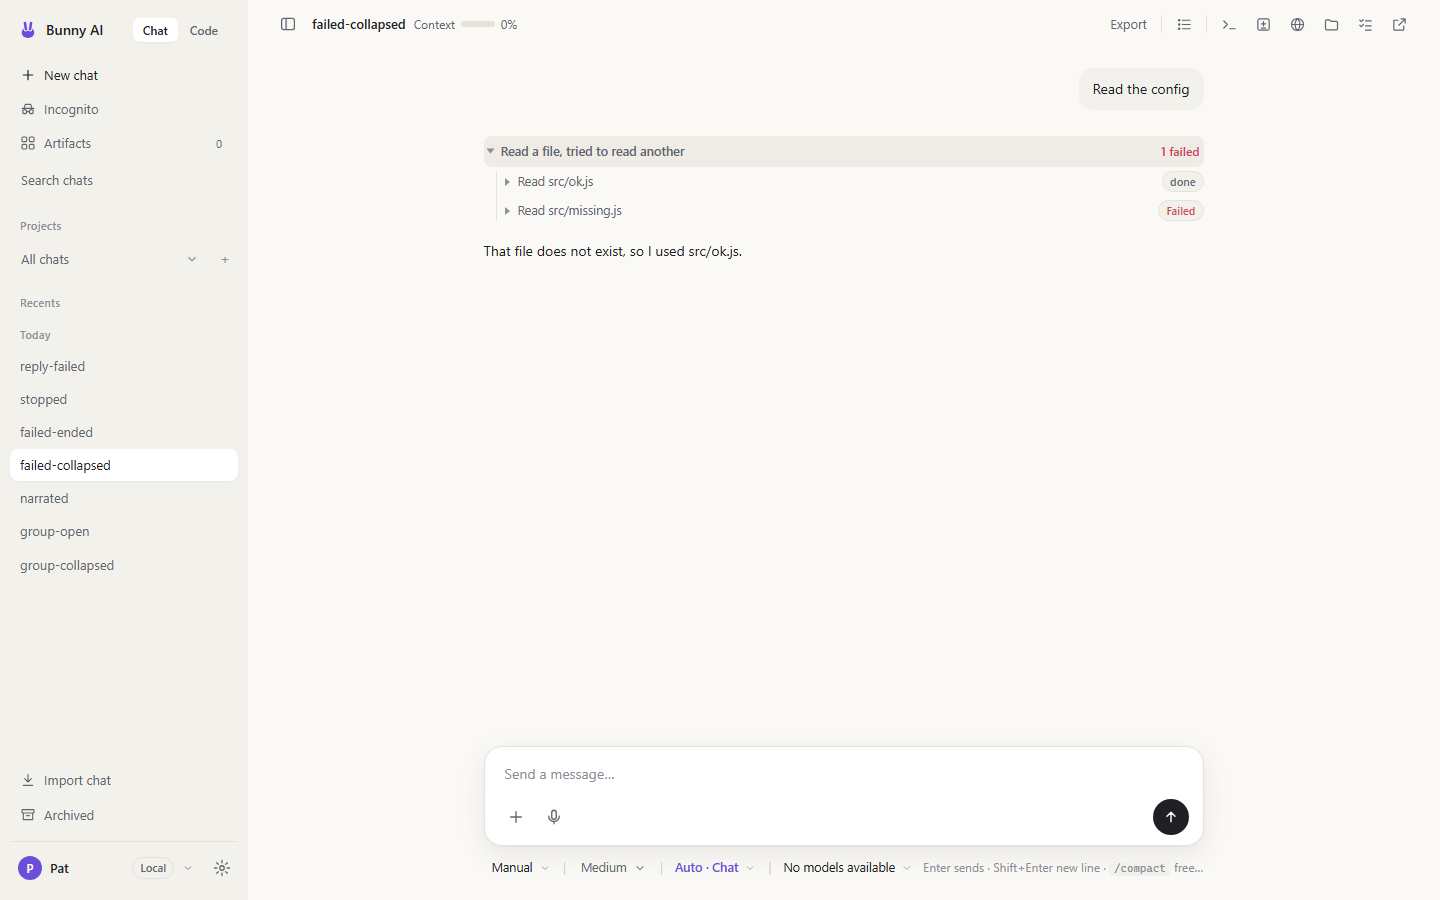 Bunny AI
Chat
Code
New chat
Incognito
Artifacts 0
Search chats
Projects
All chats +
Recents
Today
reply-failed
stopped
failed-ended
failed-collapsed
narrated
group-open
group-collapsed
Import chat
Archived
P Pat Local
failed-collapsed Context 0% Export
Read the config
Read a file, tried to read another 1 failed
Read src/ok.js done
Read src/missing.js Failed
That file does not exist, so I used src/ok.js.
Send a message...
Manual | Medium | Auto · Chat | No models available Enter sends · Shift+Enter new line · /compact free...